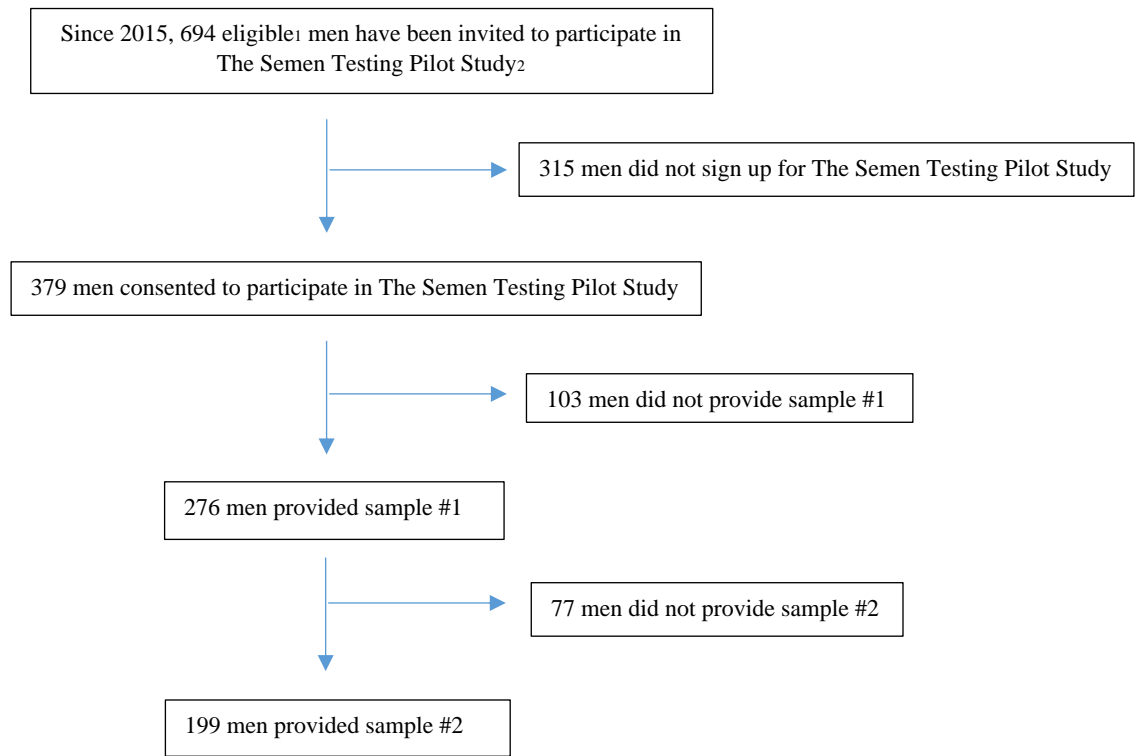 Since 2015, 694 eligible1 men have been invited to participate in
The Semen Testing Pilot Study2
315 men did not sign up for The Semen Testing Pilot Study
379 men consented to participate in The Semen Testing Pilot Study
103 men did not provide sample #1
276 men provided sample #1
77 men did not provide sample #2
199 men provided sample #2